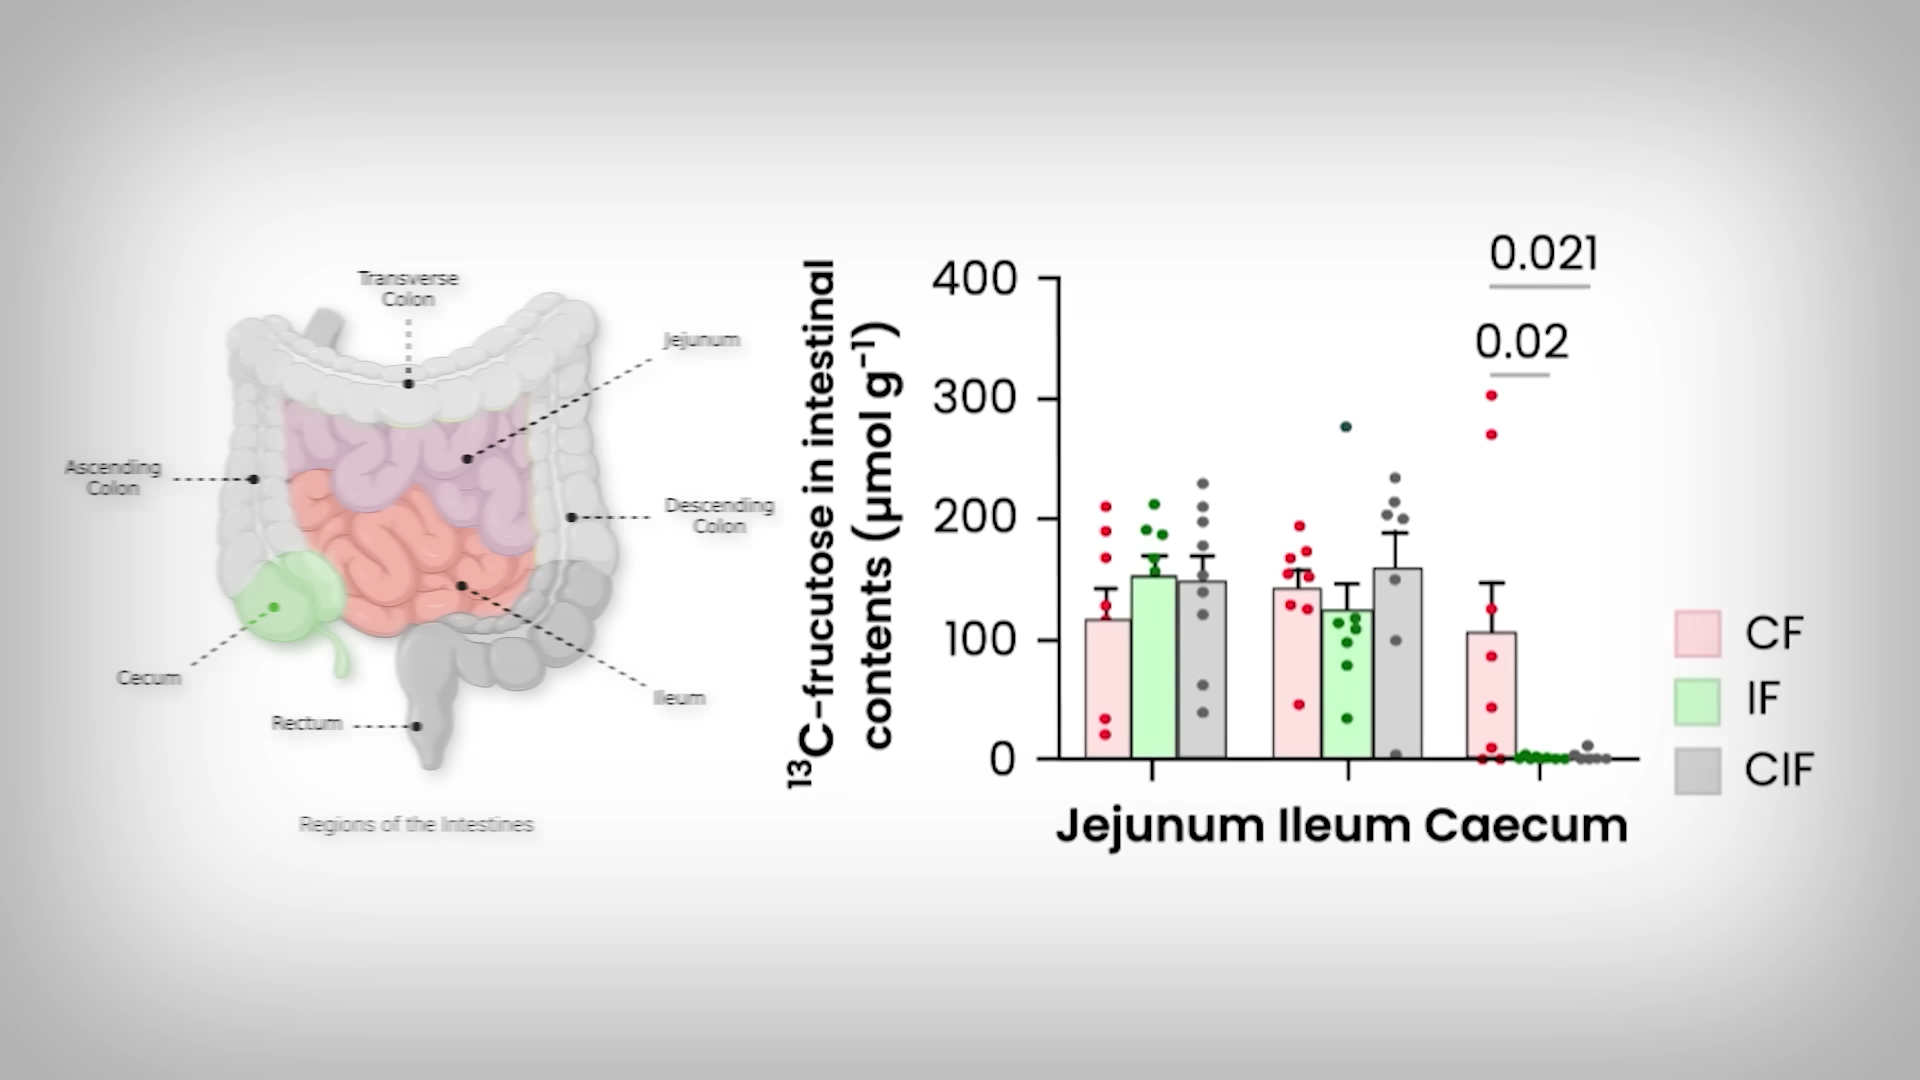 Transverse
Colon
Jejunum
Ascending
Colon
Descending
Colon
Cecum
Ileum
Rectum
Regions of the Intestines
¹³C-frucutose in intestinal
contents (µmol g⁻¹)
400
300
200
100
0
0.021
0.02
Jejunum Ileum Caecum
CF
IF
CIF